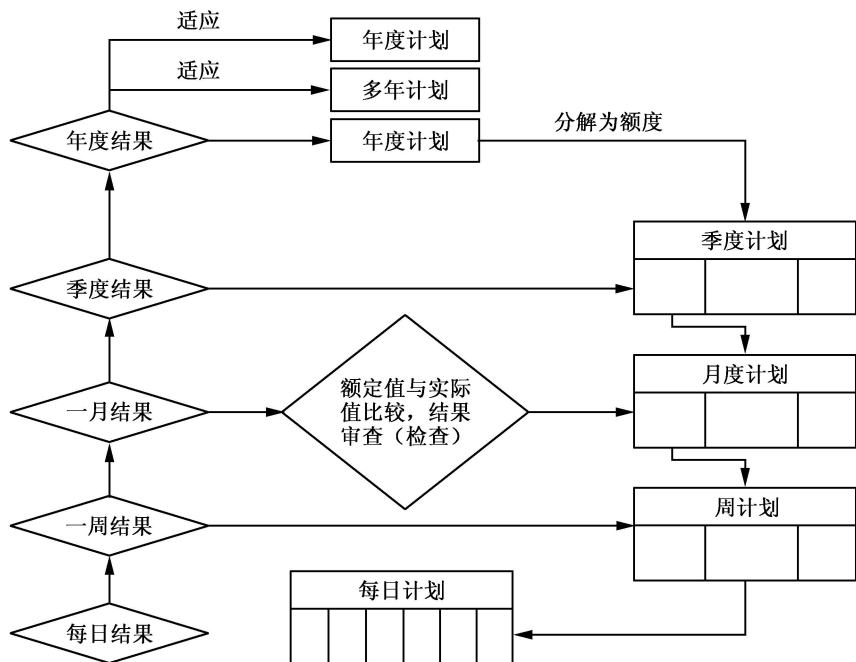 适应
年度计划
适应
多年计划
年度结果
年度计划
分解为额度
季度计划
季度结果
额定值与实际
值比较，结果
审查（检查）
一月结果
月度计划
周计划
一周结果
每日计划
每日结果